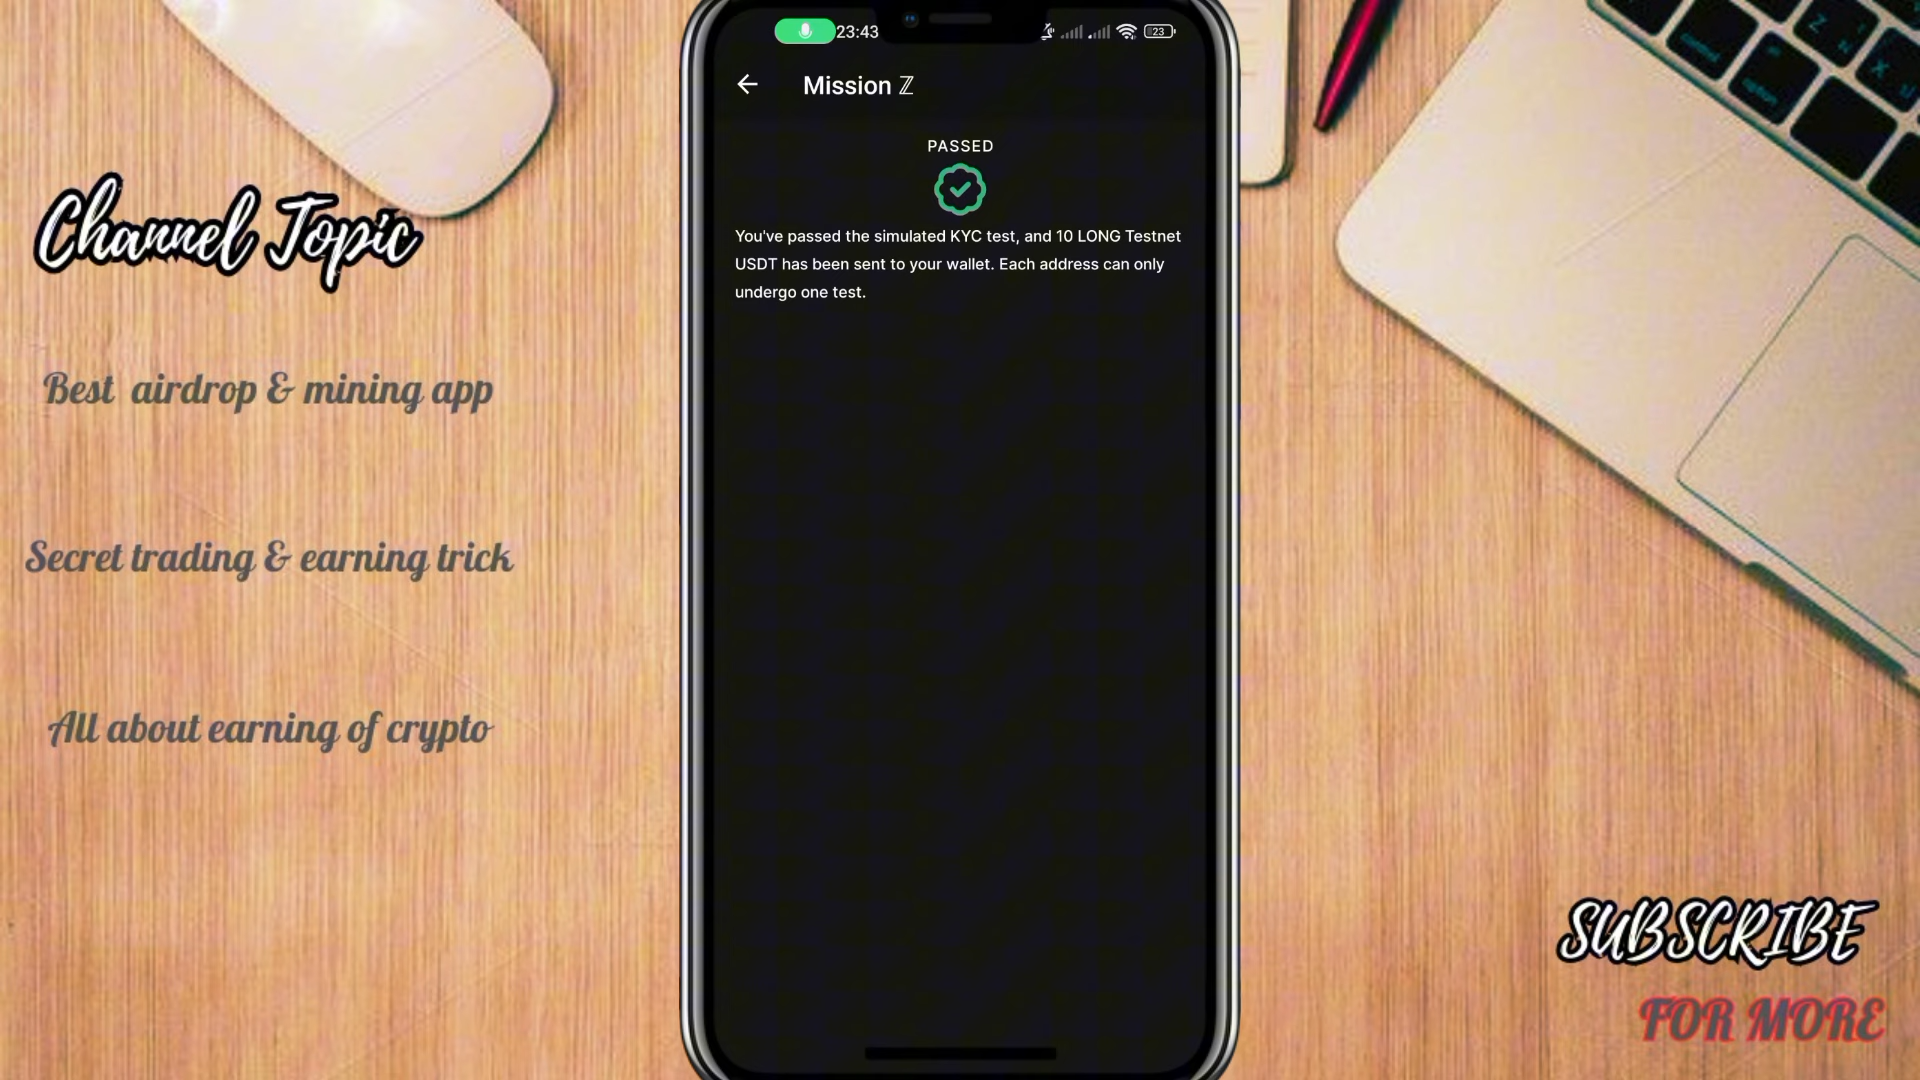 23:43
23
Mission ℤ
PASSED
You've passed the simulated KYC test, and 10 LONG Testnet
USDT has been sent to your wallet. Each address can only
undergo one test.
Channel Topic
Best airdrop & mining app
Secret trading & earning trick
All about earning of crypto
control
option
Z
X
SUBSCRIBE
FOR MORE